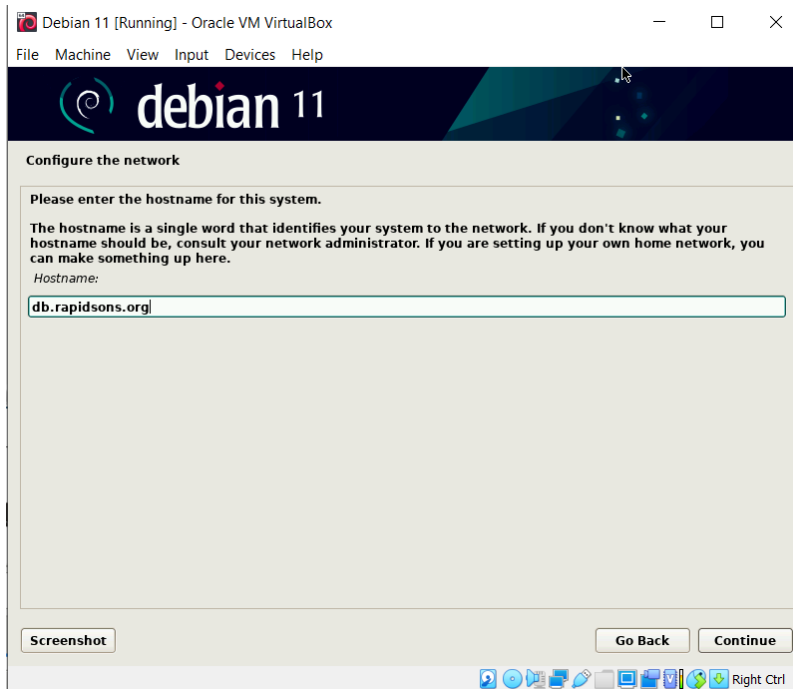 Debian 11 [Running] - Oracle VM VirtualBox
File Machine View Input Devices Help
debian 11
Configure the network
Please enter the hostname for this system.
The hostname is a single word that identifies your system to the network. If you don't know what your
hostname should be, consult your network administrator. If you are setting up your own home network, you
can make something up here.
Hostname:
db.rapidsons.org
Screenshot
Go Back
Continue
Right Ctrl